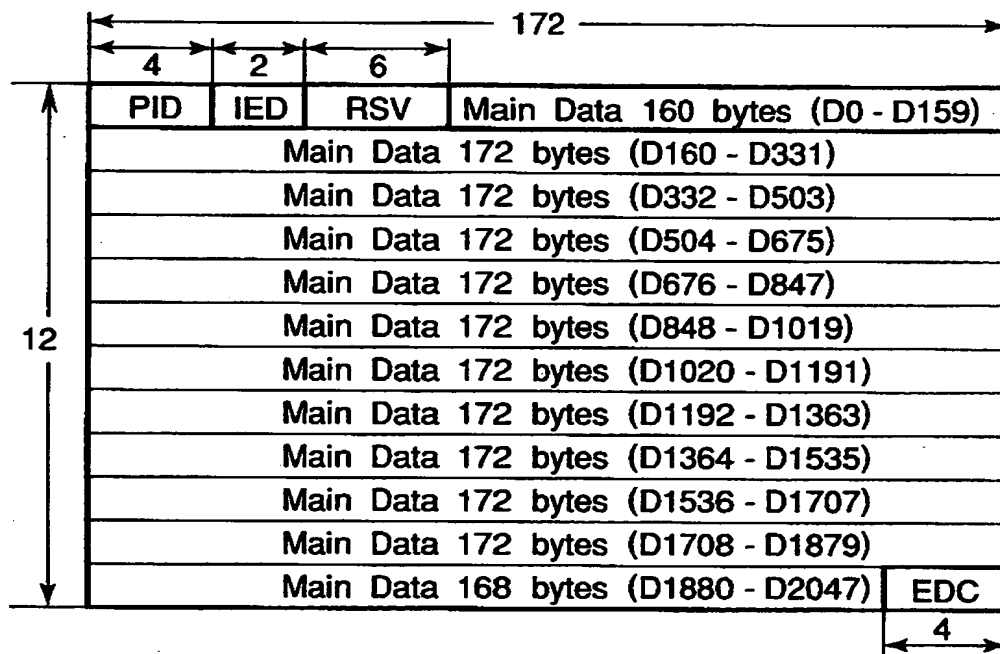 172
4 2 6
PID IED RSV Main Data 160 bytes (D0 - D159)
Main Data 172 bytes (D160 - D331)
Main Data 172 bytes (D332 - D503)
Main Data 172 bytes (D504 - D675)
Main Data 172 bytes (D676 - D847)
12 Main Data 172 bytes (D848 - D1019)
Main Data 172 bytes (D1020 - D1191)
Main Data 172 bytes (D1192 - D1363)
Main Data 172 bytes (D1364 - D1535)
Main Data 172 bytes (D1536 - D1707)
Main Data 172 bytes (D1708 - D1879)
Main Data 168 bytes (D1880 - D2047) EDC
4